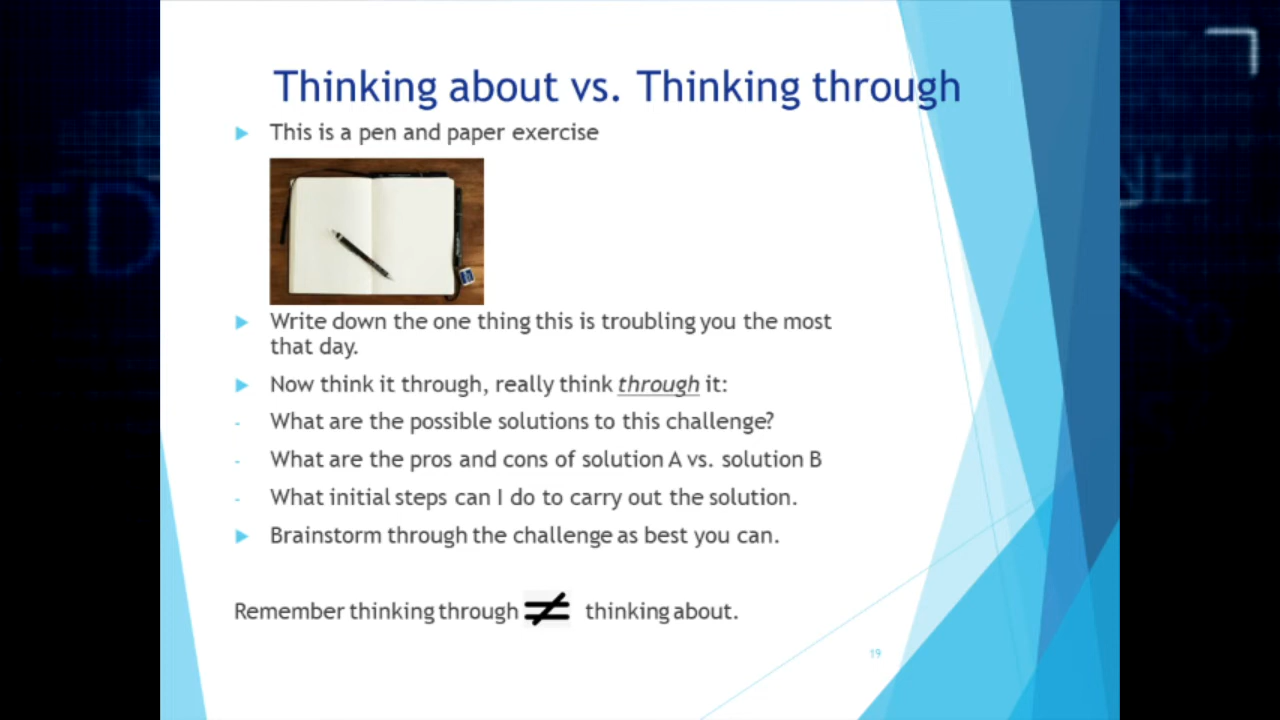 Thinking about vs. Thinking through
This is a pen and paper exercise
Write down the one thing this is troubling you the most
that day.
Now think it through, really think through it:
- What are the possible solutions to this challenge?
- What are the pros and cons of solution A vs. solution B
- What initial steps can I do to carry out the solution.
Brainstorm through the challenge as best you can.
Remember thinking through ≠ thinking about.
19
ED
NH